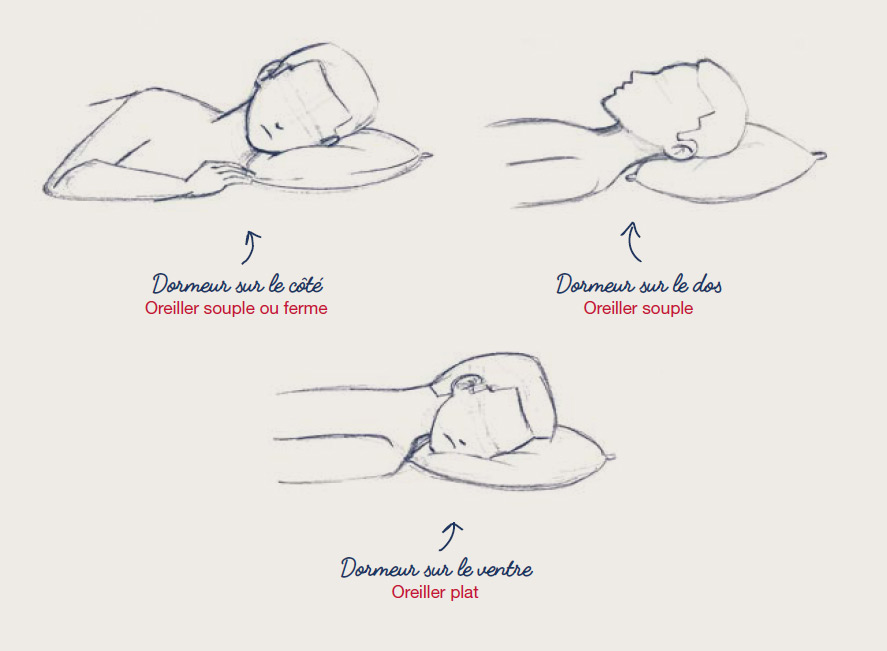 Dormeur sur le côté
Oreiller souple ou ferme
Dormeur sur le dos
Oreiller souple
Dormeur sur le ventre
Oreiller plat